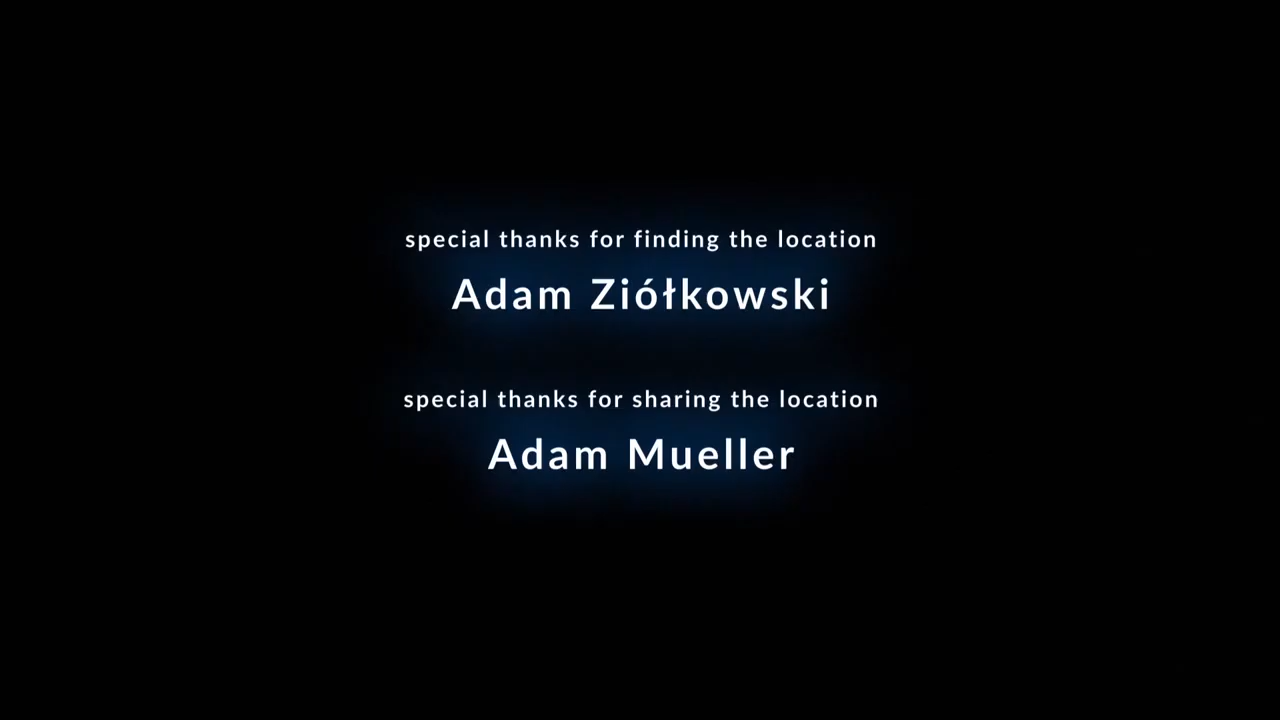 special thanks for finding the location
Adam Ziółkowski
special thanks for sharing the location
Adam Mueller